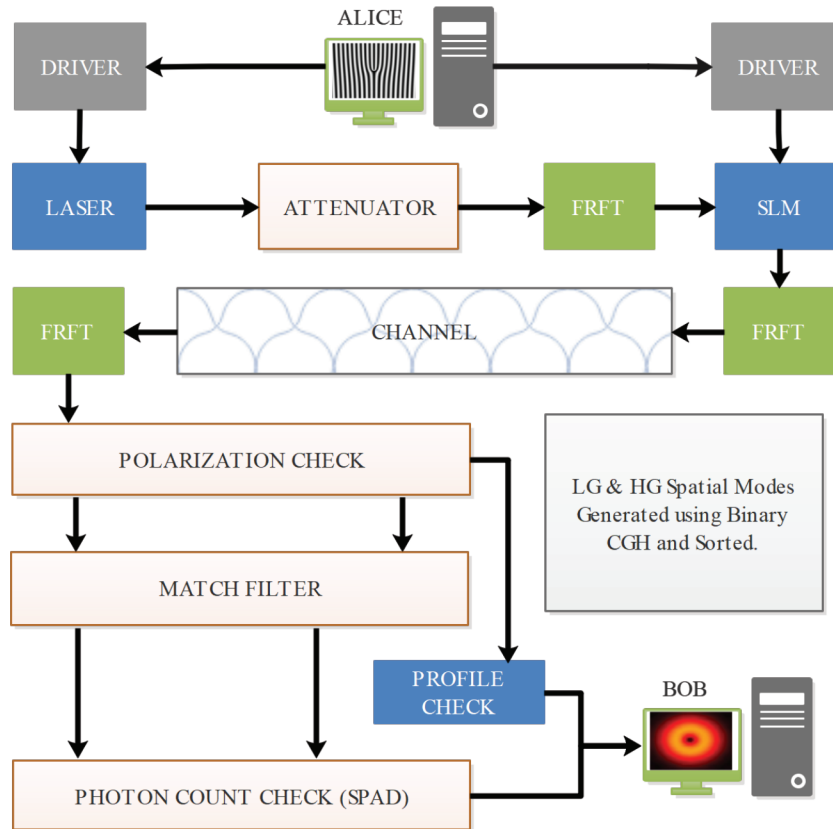 ALICE
DRIVER
DRIVER
LASER
ATTENUATOR
FRFT
SLM
FRFT
CHANNEL
FRFT
POLARIZATION CHECK
LG & HG Spatial Modes
Generated using Binary
CGH and Sorted.
MATCH FILTER
PROFILE
CHECK
BOB
PHOTON COUNT CHECK (SPAD)